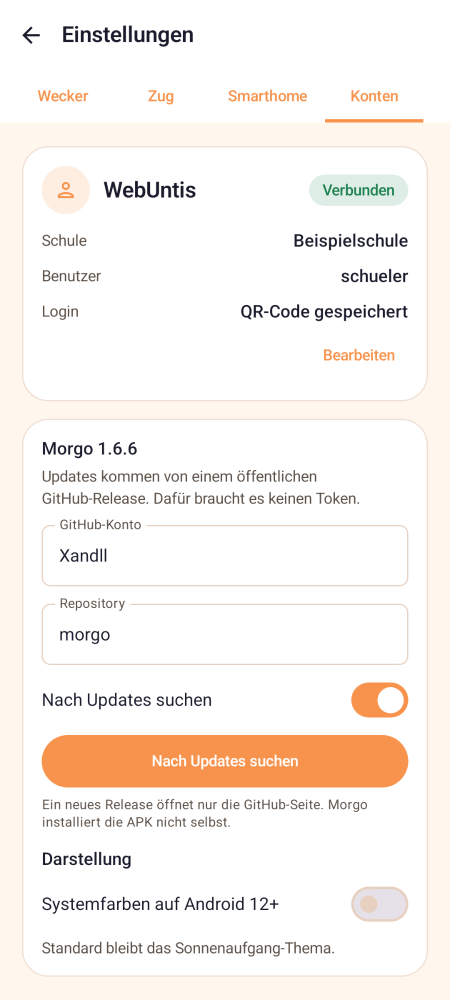 Einstellungen
Wecker Zug Smarthome Konten
WebUntis Verbunden
Schule Beispielschule
Benutzer schueler
Login QR-Code gespeichert
Bearbeiten
Morgo 1.6.6
Updates kommen von einem öffentlichen
GitHub-Release. Dafür braucht es keinen Token.
GitHub-Konto
Xandll
Repository
morgo
Nach Updates suchen
Nach Updates suchen
Ein neues Release öffnet nur die GitHub-Seite. Morgo
installiert die APK nicht selbst.
Darstellung
Systemfarben auf Android 12+
Standard bleibt das Sonnenaufgang-Thema.